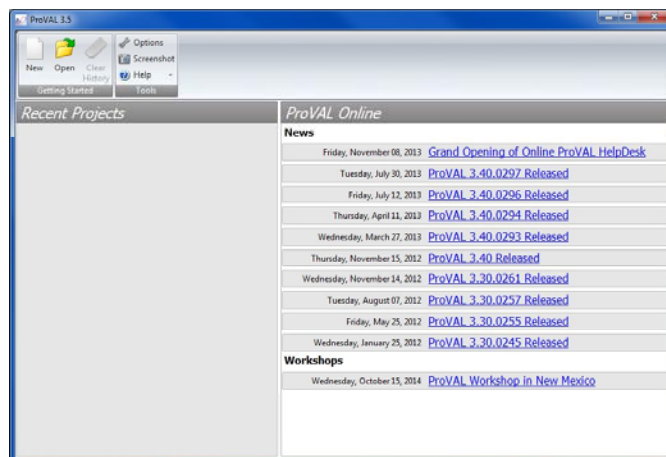 ProVAL 3.5
New
Open
Clear History
Getting Started
Options
Screenshot
Help
Tools
Recent Projects
ProVAL Online
News
Friday, November 08, 2013 Grand Opening of Online ProVAL HelpDesk
Tuesday, July 30, 2013 ProVAL 3.40.0297 Released
Friday, July 12, 2013 ProVAL 3.40.0296 Released
Thursday, April 11, 2013 ProVAL 3.40.0294 Released
Wednesday, March 27, 2013 ProVAL 3.40.0293 Released
Thursday, November 15, 2012 ProVAL 3.40 Released
Wednesday, November 14, 2012 ProVAL 3.30.0261 Released
Tuesday, August 07, 2012 ProVAL 3.30.0257 Released
Friday, May 25, 2012 ProVAL 3.30.0255 Released
Wednesday, January 25, 2012 ProVAL 3.30.0245 Released
Workshops
Wednesday, October 15, 2014 ProVAL Workshop in New Mexico